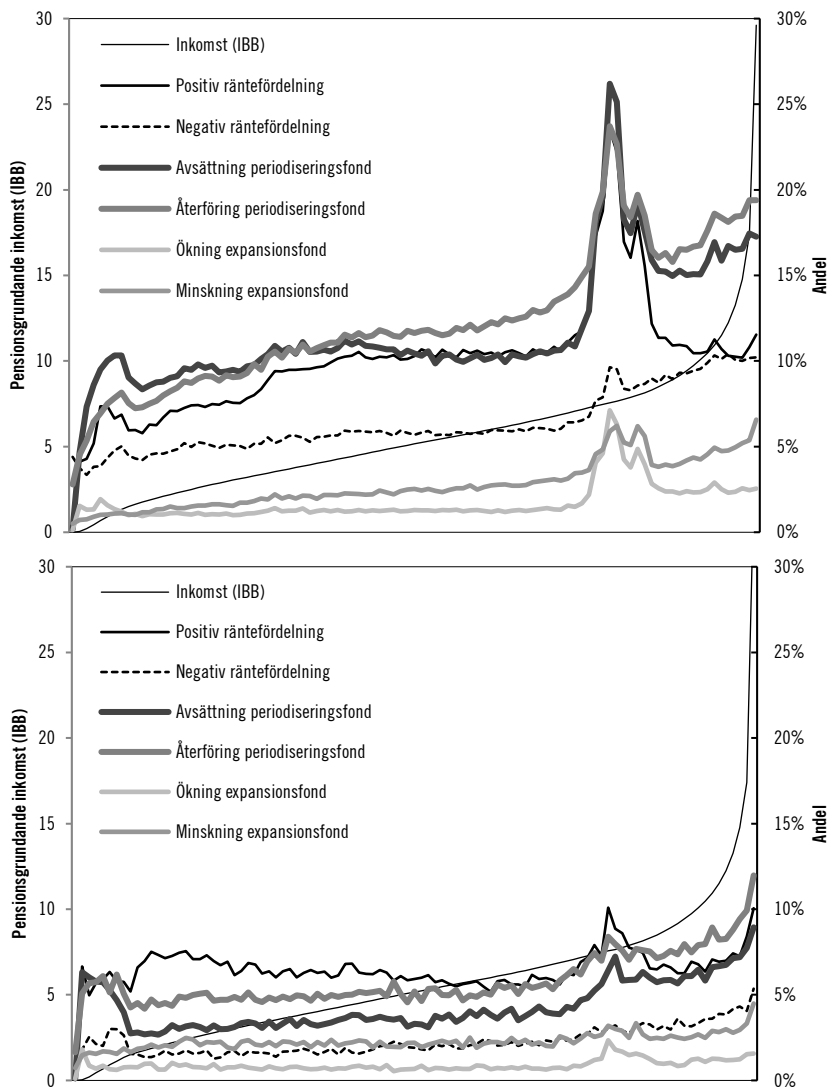 30
25
20
15
10
5
0
Pensionsgrundande inkomst (IBB)
Inkomst (IBB)
Positiv räntefördelning
Negativ räntefördelning
Avsättning periodiseringsfond
Återföring periodiseringsfond
Ökning expansionsfond
Minskning expansionsfond
30%
25%
20%
15%
10%
5%
0%
Andel
30
25
20
15
10
5
0
Pensionsgrundande inkomst (IBB)
Inkomst (IBB)
Positiv räntefördelning
Negativ räntefördelning
Avsättning periodiseringsfond
Återföring periodiseringsfond
Ökning expansionsfond
Minskning expansionsfond
30%
25%
20%
15%
10%
5%
0%
Andel